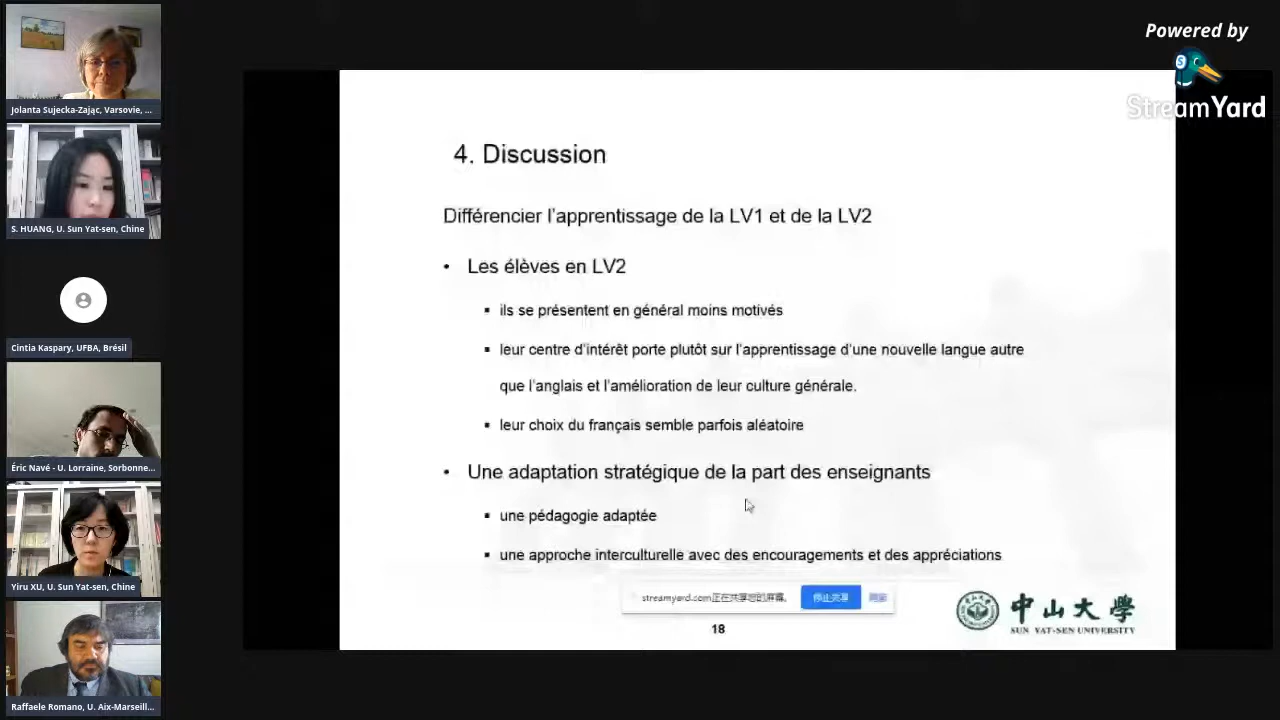 Powered by
StreamYard
Jolanta Sujecka-Zając, Varsovie, ...
S. HUANG, U. Sun Yat-sen, Chine
Cintia Kaspary, UFBA, Brésil
Éric Navé - U. Lorraine, Sorbonne...
Yiru XU, U. Sun Yat-sen, Chine
Raffaele Romano, U. Aix-Marseill...
4. Discussion
Différencier l'apprentissage de la LV1 et de la LV2
• Les élèves en LV2
▪ ils se présentent en général moins motivés
▪ leur centre d'intérêt porte plutôt sur l'apprentissage d'une nouvelle langue autre
que l'anglais et l'amélioration de leur culture générale.
▪ leur choix du français semble parfois aléatoire
• Une adaptation stratégique de la part des enseignants
▪ une pédagogie adaptée
▪ une approche interculturelle avec des encouragements et des appréciations
streamyard.com正在共享您的屏幕。 停止共享 隐藏
18
中山大學
SUN YAT-SEN UNIVERSITY